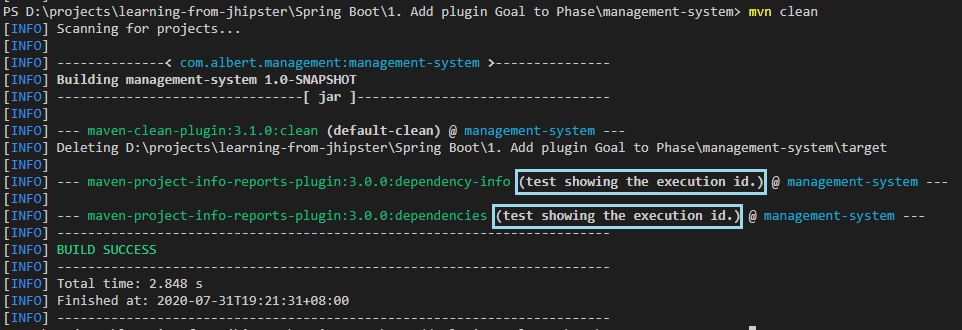 PS D:\projects\learning-from-jhipster\Spring Boot\1. Add plugin Goal to Phase\management-system> mvn clean
[INFO] Scanning for projects...
[INFO]
[INFO] --------------< com.albert.management:management-system >---------------
[INFO] Building management-system 1.0-SNAPSHOT
[INFO] --------------------------------[ jar ]---------------------------------
[INFO]
[INFO] --- maven-clean-plugin:3.1.0:clean (default-clean) @ management-system ---
[INFO] Deleting D:\projects\learning-from-jhipster\Spring Boot\1. Add plugin Goal to Phase\management-system\target
[INFO]
[INFO] --- maven-project-info-reports-plugin:3.0.0:dependency-info (test showing the execution id.) @ management-system ---
[INFO]
[INFO] --- maven-project-info-reports-plugin:3.0.0:dependencies (test showing the execution id.) @ management-system ---
[INFO] ------------------------------------------------------------------------
[INFO] BUILD SUCCESS
[INFO] ------------------------------------------------------------------------
[INFO] Total time: 2.848 s
[INFO] Finished at: 2020-07-31T19:21:31+08:00
[INFO] ------------------------------------------------------------------------